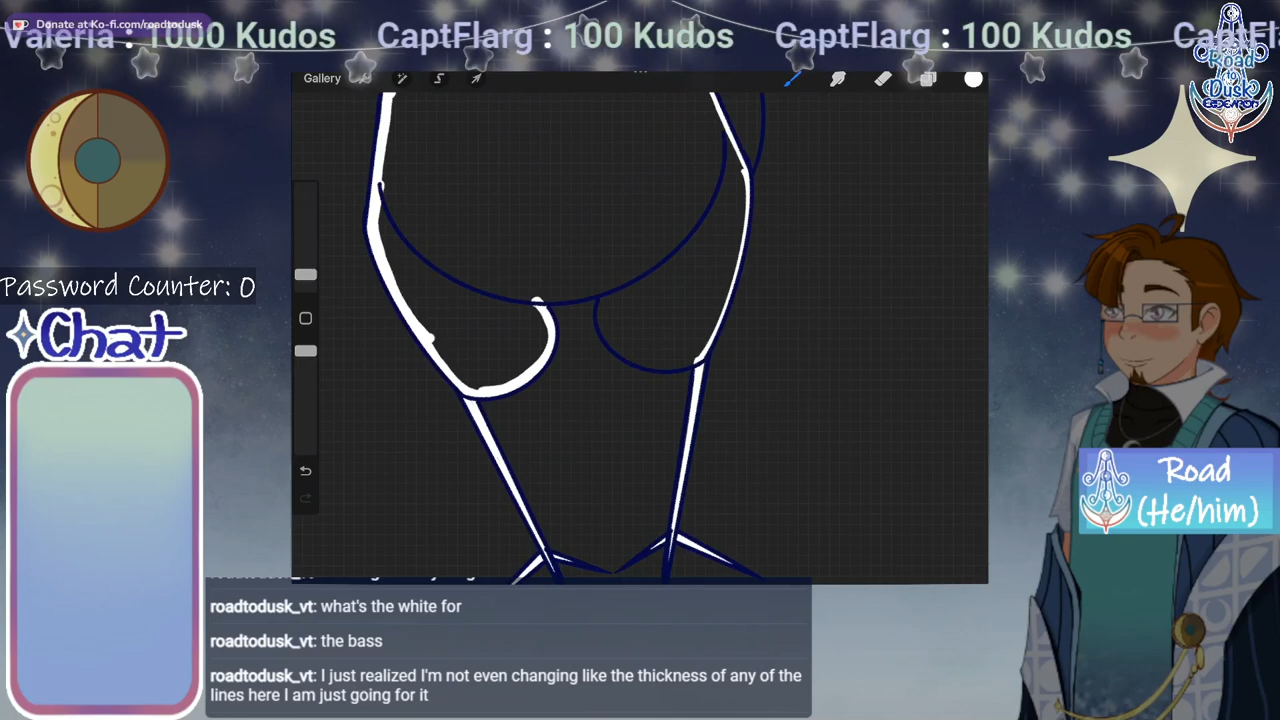 Donate at Ko-fi.com/roadtodusk
Valeria : 1000 Kudos CaptFlarg : 100 Kudos CaptFlarg : 100 Kudos CaptFla
Road
to
Dusk
Gallery
Password Counter: 0
Chat
Road
(He/him)
roadtodusk_vt: what's the white for
roadtodusk_vt: the bass
roadtodusk_vt: I just realized I'm not even changing like the thickness of any of the
lines here I am just going for it